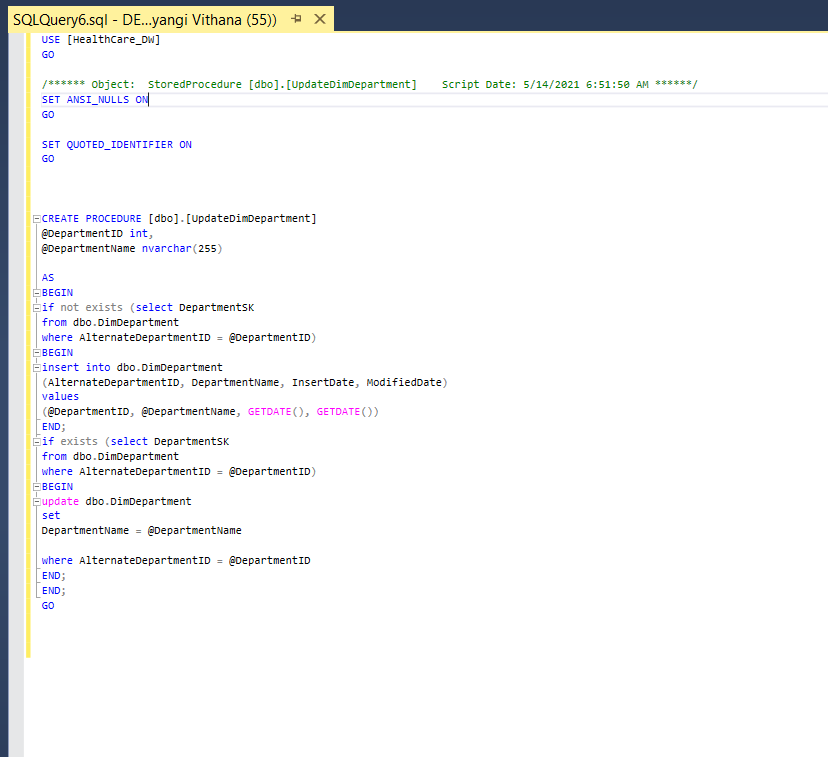 SQLQuery6.sql - DE...yangi Vithana (55))
USE [HealthCare_DW]
GO
/****** Object:  StoredProcedure [dbo].[UpdateDimDepartment]    Script Date: 5/14/2021 6:51:50 AM ******/
SET ANSI_NULLS ON
GO
SET QUOTED_IDENTIFIER ON
GO
CREATE PROCEDURE [dbo].[UpdateDimDepartment]
@DepartmentID int,
@DepartmentName nvarchar(255)
AS
BEGIN
if not exists (select DepartmentSK
from dbo.DimDepartment
where AlternateDepartmentID = @DepartmentID)
BEGIN
insert into dbo.DimDepartment
(AlternateDepartmentID, DepartmentName, InsertDate, ModifiedDate)
values
(@DepartmentID, @DepartmentName, GETDATE(), GETDATE())
END;
if exists (select DepartmentSK
from dbo.DimDepartment
where AlternateDepartmentID = @DepartmentID)
BEGIN
update dbo.DimDepartment
set
DepartmentName = @DepartmentName
where AlternateDepartmentID = @DepartmentID
END;
END;
GO